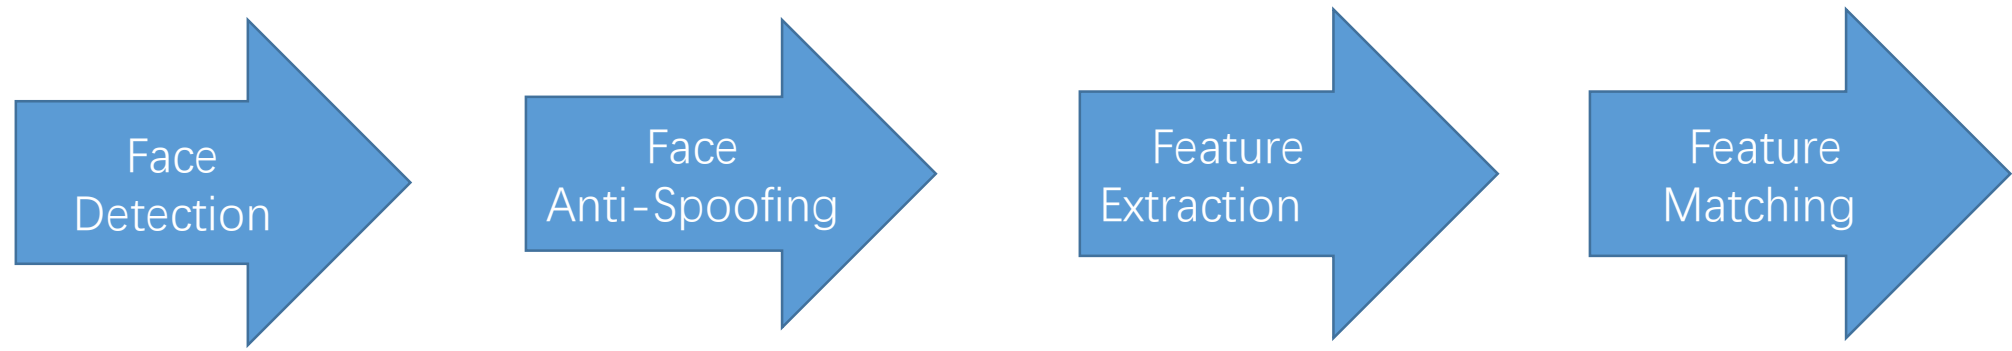 Face
Detection
Face
Anti-Spoofing
Feature
Extraction
Feature
Matching